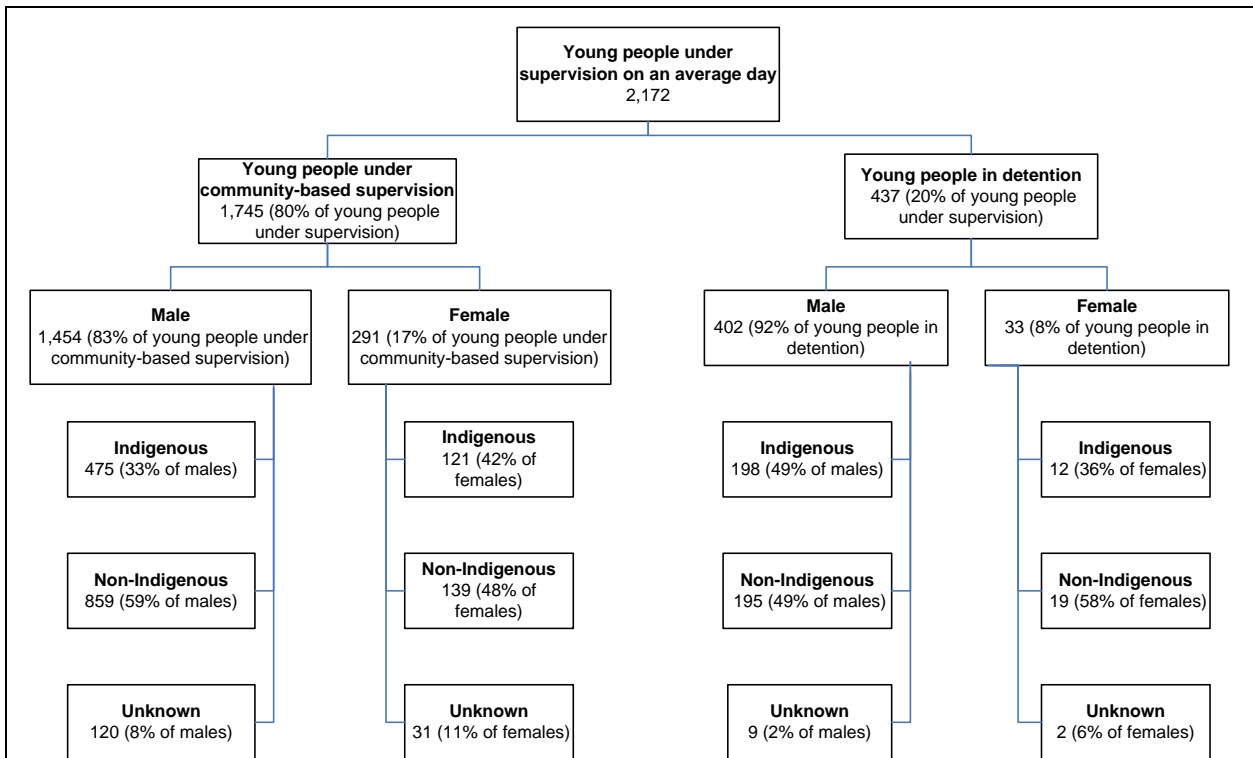 Young people under
supervision on an average day
2,172
Young people under
community-based supervision
1,745 (80% of young people
under supervision)
Young people in detention
437 (20% of young people
under supervision)
Male
1,454 (83% of young people under
community-based supervision)
Female
291 (17% of young people under
community-based supervision)
Male
402 (92% of young people in
detention)
Female
33 (8% of young people in
detention)
Indigenous
475 (33% of males)
Indigenous
121 (42% of
females)
Indigenous
198 (49% of males)
Indigenous
12 (36% of females)
Non-Indigenous
859 (59% of males)
Non-Indigenous
139 (48% of
females)
Non-Indigenous
195 (49% of males)
Non-Indigenous
19 (58% of females)
Unknown
120 (8% of males)
Unknown
31 (11% of females)
Unknown
9 (2% of males)
Unknown
2 (6% of females)